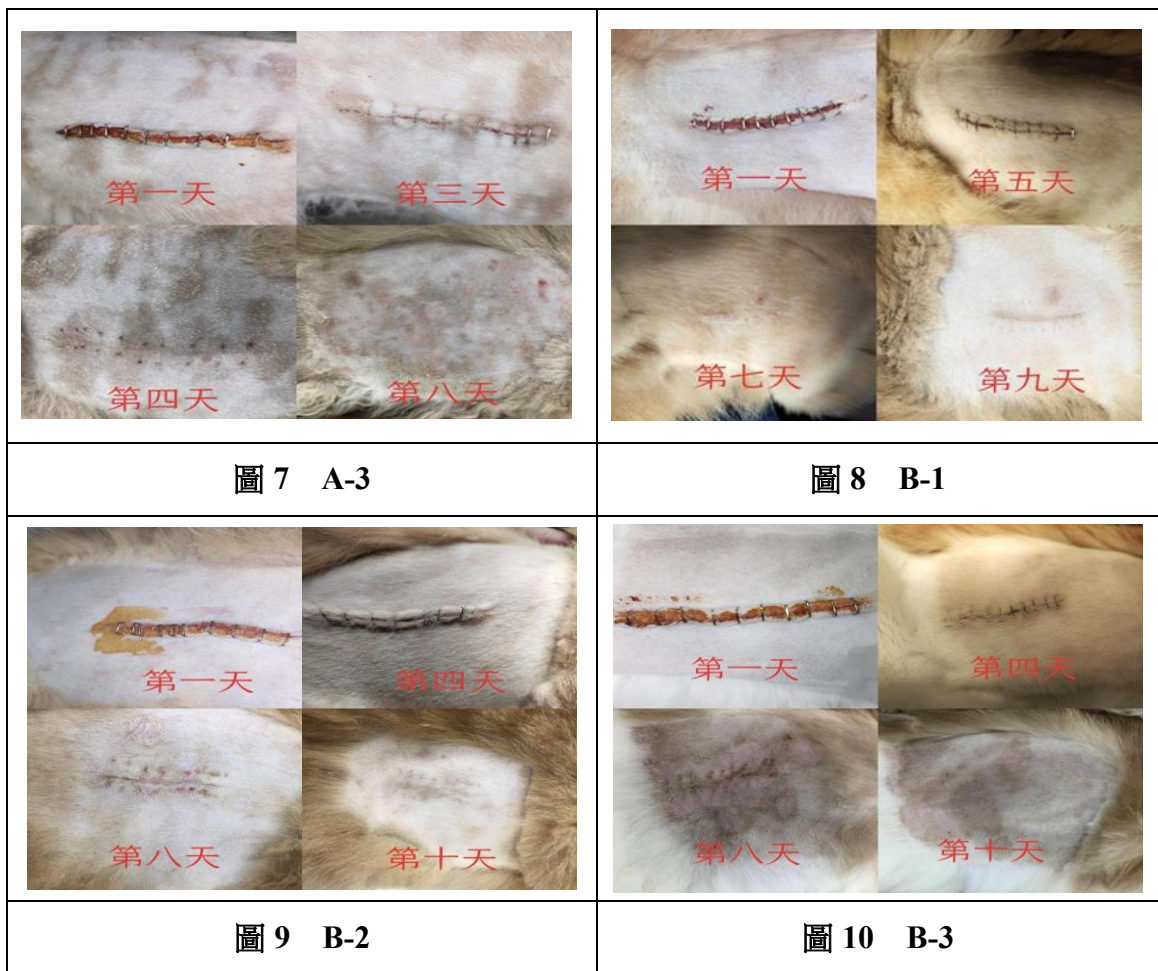 第一天
第三天
第四天
第八天
圖 7 A-3
第一天
第五天
第七天
第九天
圖 8 B-1
第一天
第四天
第八天
第十天
圖 9 B-2
第一天
第四天
第八天
第十天
圖 10 B-3